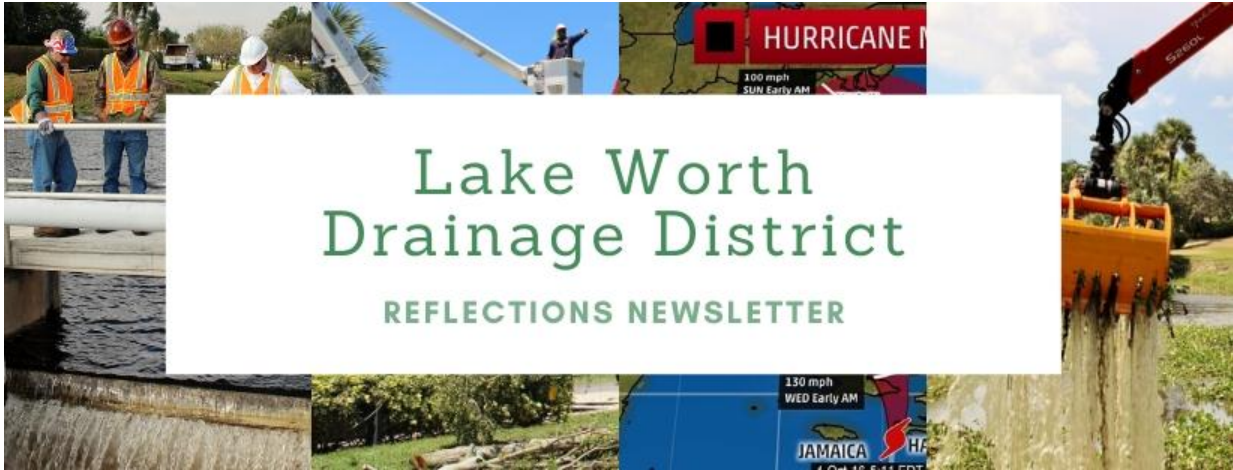 HURRICANE
100 mph
SUN Early AM
S260L
Lake Worth
Drainage District
REFLECTIONS NEWSLETTER
130 mph
WED Early AM
JAMAICA